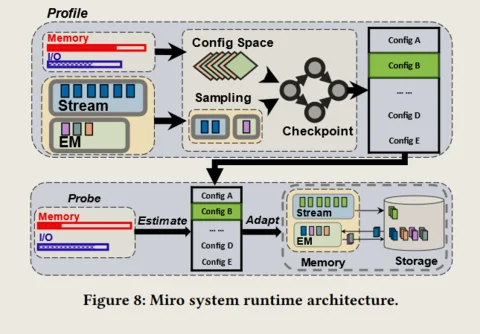 Profile
Memory
I/O
Stream
EM
Config Space
Sampling
Checkpoint
Config A
Config B
... ...
Config D
Config E
Probe
Memory
I/O
Estimate
Config A
Config B
... ...
Config D
Config E
Adapt
Stream
EM
Memory
Storage
Figure 8: Miro system runtime architecture.